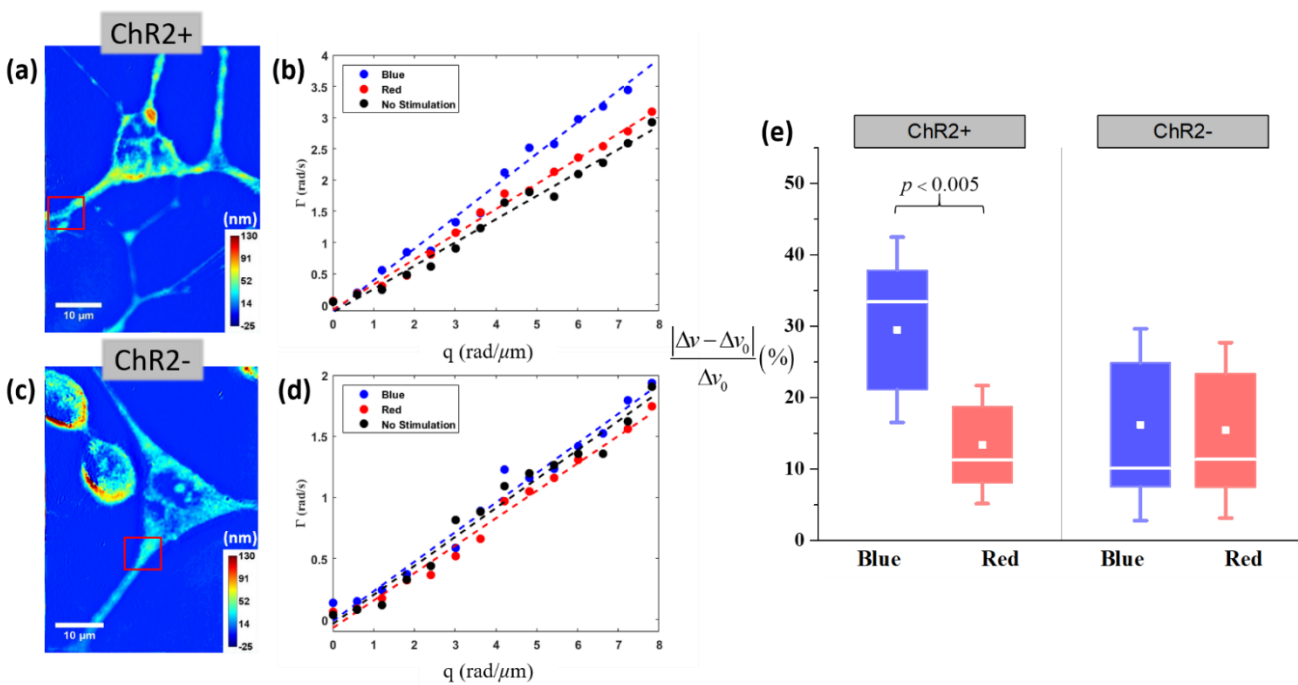 ChR2+
(a)
(nm)
130
91
52
14
-25
10 μm
(b)
4
3.5
3
2.5
2
1.5
1
0.5
0
Γ (rad/s)
Blue
Red
No Stimulation
0 1 2 3 4 5 6 7 8
q (rad/μm)
ChR2-
(c)
(nm)
130
91
52
14
-25
10 μm
(d)
2
1.5
1
0.5
0
Γ (rad/s)
Blue
Red
No Stimulation
0 1 2 3 4 5 6 7 8
q (rad/μm)
(e)
ChR2+ ChR2-
p < 0.005
|Δv − Δv₀|
Δv₀
(%)
50
40
30
20
10
0
Blue Red Blue Red